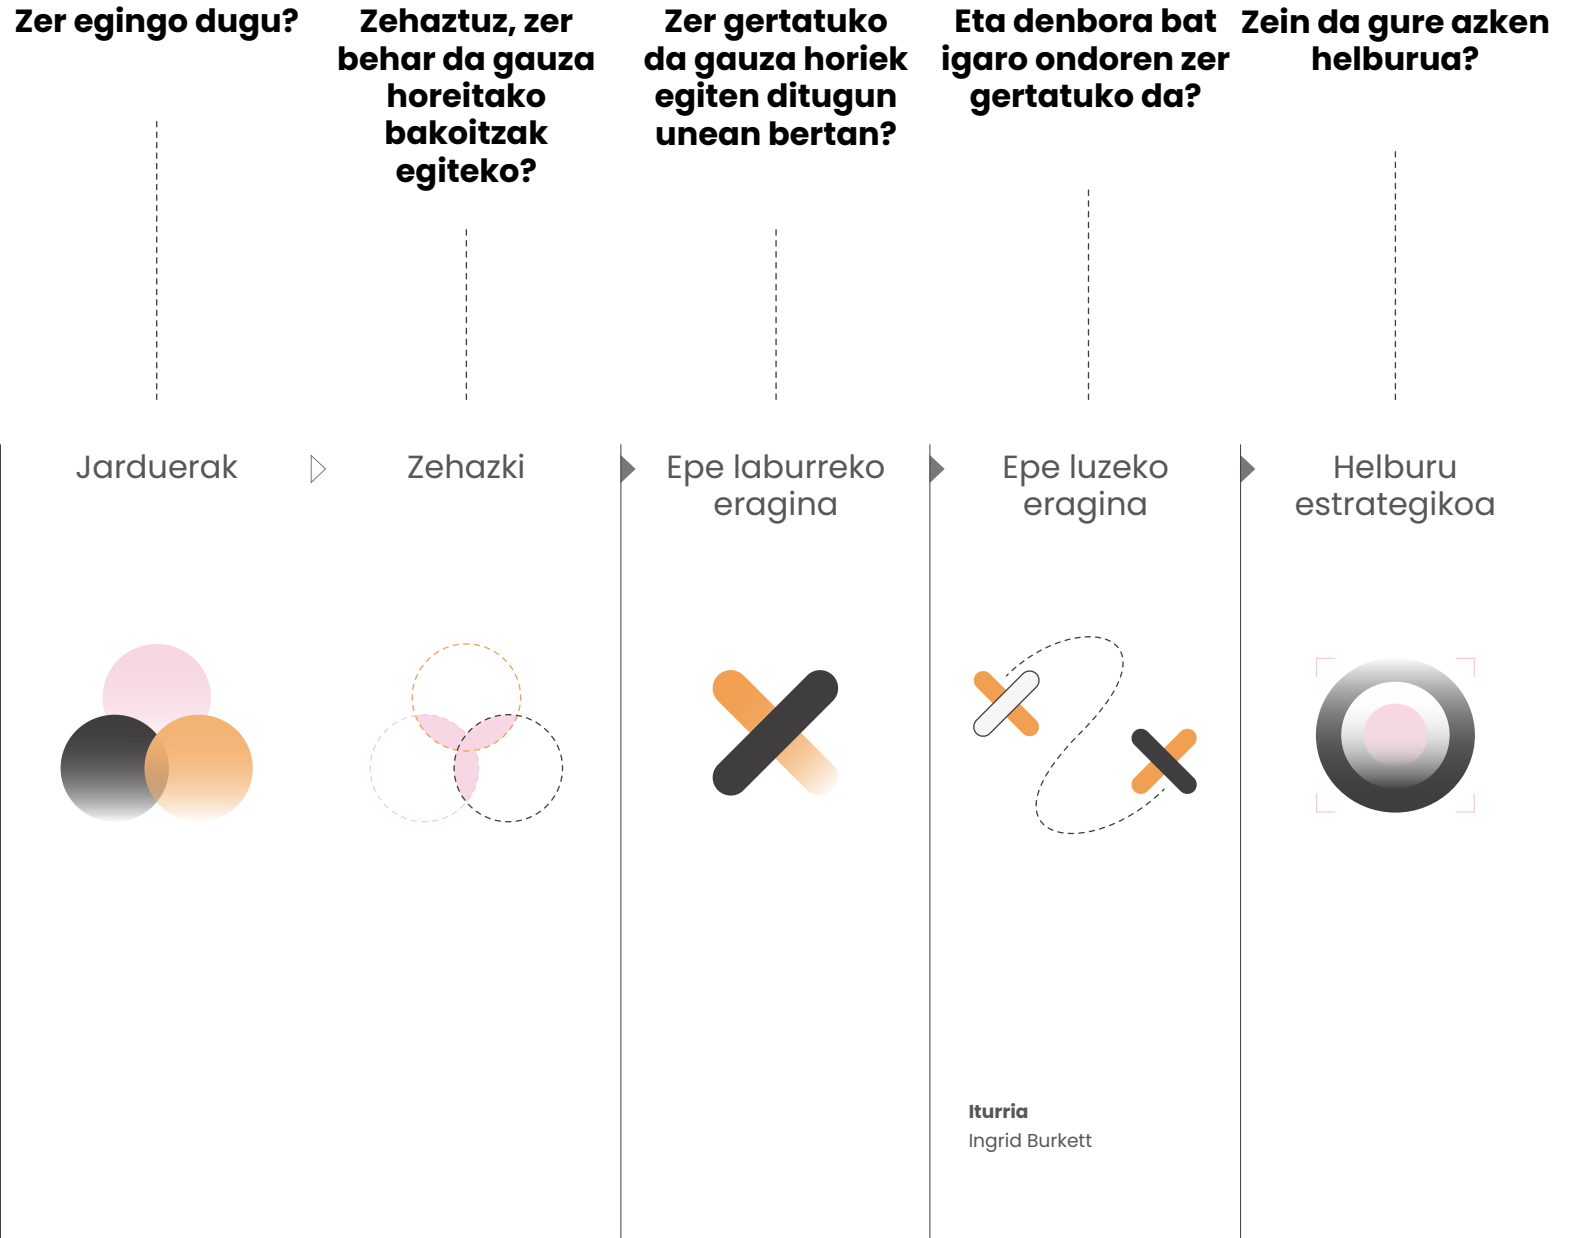 Zer egingo dugu?
Zehaztuz, zer
behar da gauza
horeitako
bakoitzak
egiteko?
Zer gertatuko
da gauza horiek
egiten ditugun
unean bertan?
Eta denbora bat
igaro ondoren zer
gertatuko da?
Zein da gure azken
helburua?
Jarduerak
Zehazki
Epe laburreko
eragina
Epe luzeko
eragina
Helburu
estrategikoa
Iturria
Ingrid Burkett